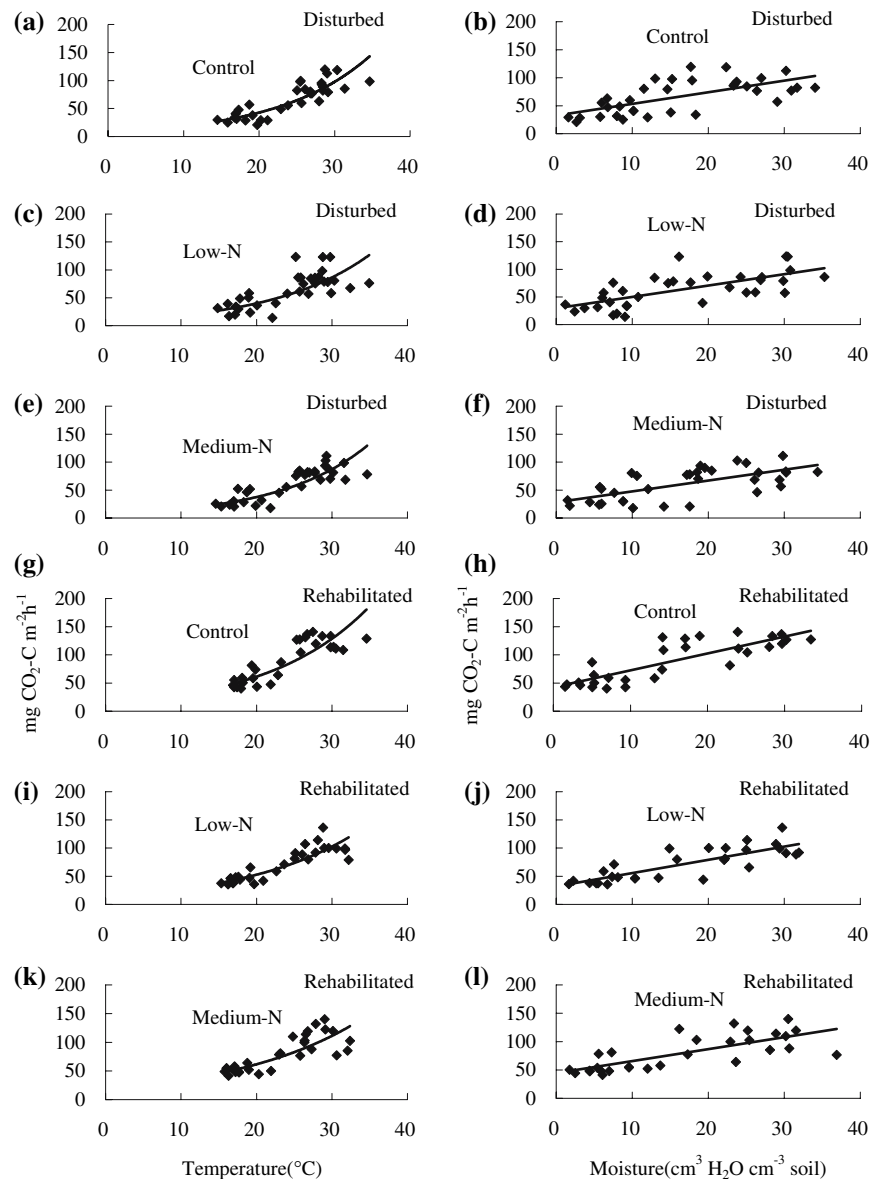 (a) Disturbed
Control
200
150
100
50
0
0 10 20 30 40
(b) Disturbed
Control
200
150
100
50
0
0 10 20 30 40
(c) Disturbed
Low-N
200
150
100
50
0
0 10 20 30 40
(d) Disturbed
Low-N
200
150
100
50
0
0 10 20 30 40
(e) Disturbed
Medium-N
200
150
100
50
0
0 10 20 30 40
(f) Disturbed
Medium-N
200
150
100
50
0
0 10 20 30 40
(g) Rehabilitated
Control
200
150
100
50
0
0 10 20 30 40
mg CO₂-C m⁻²h⁻¹
(h) Rehabilitated
Control
200
150
100
50
0
0 10 20 30 40
mg CO₂-C m⁻²h⁻¹
(i) Rehabilitated
Low-N
200
150
100
50
0
0 10 20 30 40
(j) Rehabilitated
Low-N
200
150
100
50
0
0 10 20 30 40
(k) Rehabilitated
Medium-N
200
150
100
50
0
0 10 20 30 40
Temperature(°C)
(l) Rehabilitated
Medium-N
200
150
100
50
0
0 10 20 30 40
Moisture(cm³ H₂O cm⁻³ soil)